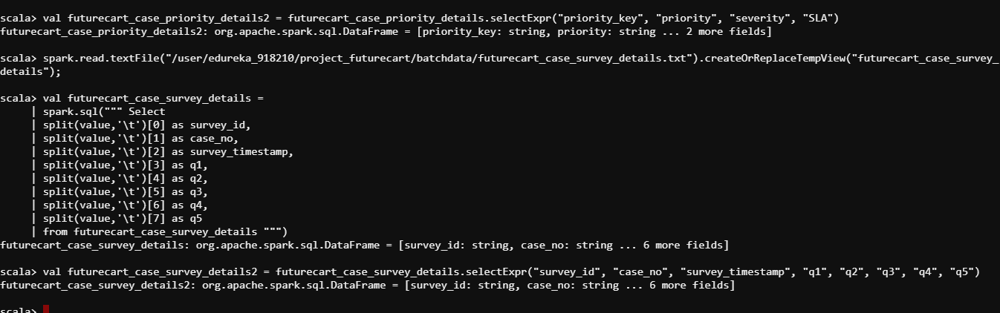 scala> val futurecart_case_priority_details2 = futurecart_case_priority_details.selectExpr("priority_key", "priority", "severity", "SLA")
futurecart_case_priority_details2: org.apache.spark.sql.DataFrame = [priority_key: string, priority: string ... 2 more fields]
scala> spark.read.textFile("/user/edureka_918210/project_futurecart/batchdata/futurecart_case_survey_details.txt").createOrReplaceTempView("futurecart_case_survey_
details");
scala> val futurecart_case_survey_details =
| spark.sql(""" Select
| split(value,'\t')[0] as survey_id,
| split(value,'\t')[1] as case_no,
| split(value,'\t')[2] as survey_timestamp,
| split(value,'\t')[3] as q1,
| split(value,'\t')[4] as q2,
| split(value,'\t')[5] as q3,
| split(value,'\t')[6] as q4,
| split(value,'\t')[7] as q5
| from futurecart_case_survey_details """)
futurecart_case_survey_details: org.apache.spark.sql.DataFrame = [survey_id: string, case_no: string ... 6 more fields]
scala> val futurecart_case_survey_details2 = futurecart_case_survey_details.selectExpr("survey_id", "case_no", "survey_timestamp", "q1", "q2", "q3", "q4", "q5")
futurecart_case_survey_details2: org.apache.spark.sql.DataFrame = [survey_id: string, case_no: string ... 6 more fields]
scala>